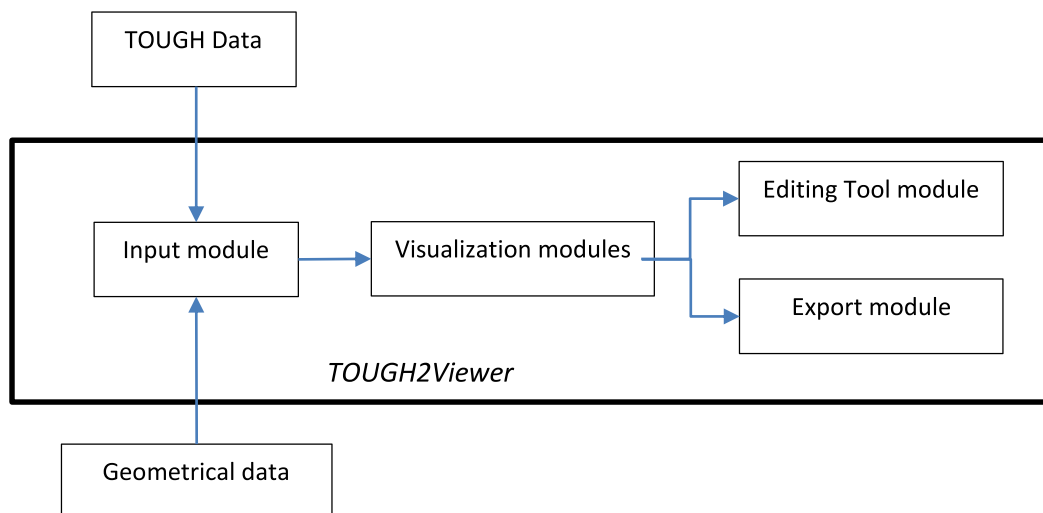 TOUGH Data
Editing Tool module
Input module
Visualization modules
Export module
TOUGH2Viewer
Geometrical data